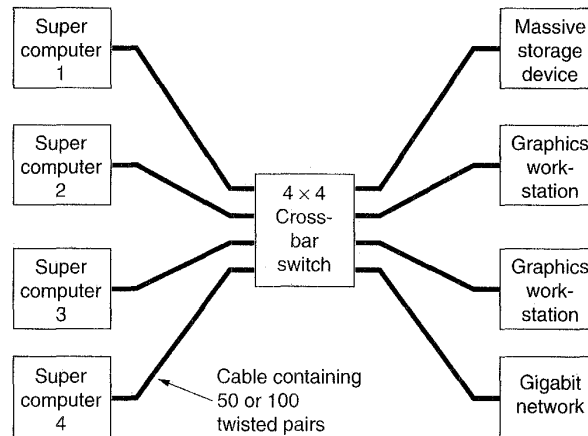 Super
computer
1
Super
computer
2
Super
computer
3
Super
computer
4
4 × 4
Cross-
bar
switch
Cable containing
50 or 100
twisted pairs
Massive
storage
device
Graphics
work-
station
Graphics
work-
station
Gigabit
network